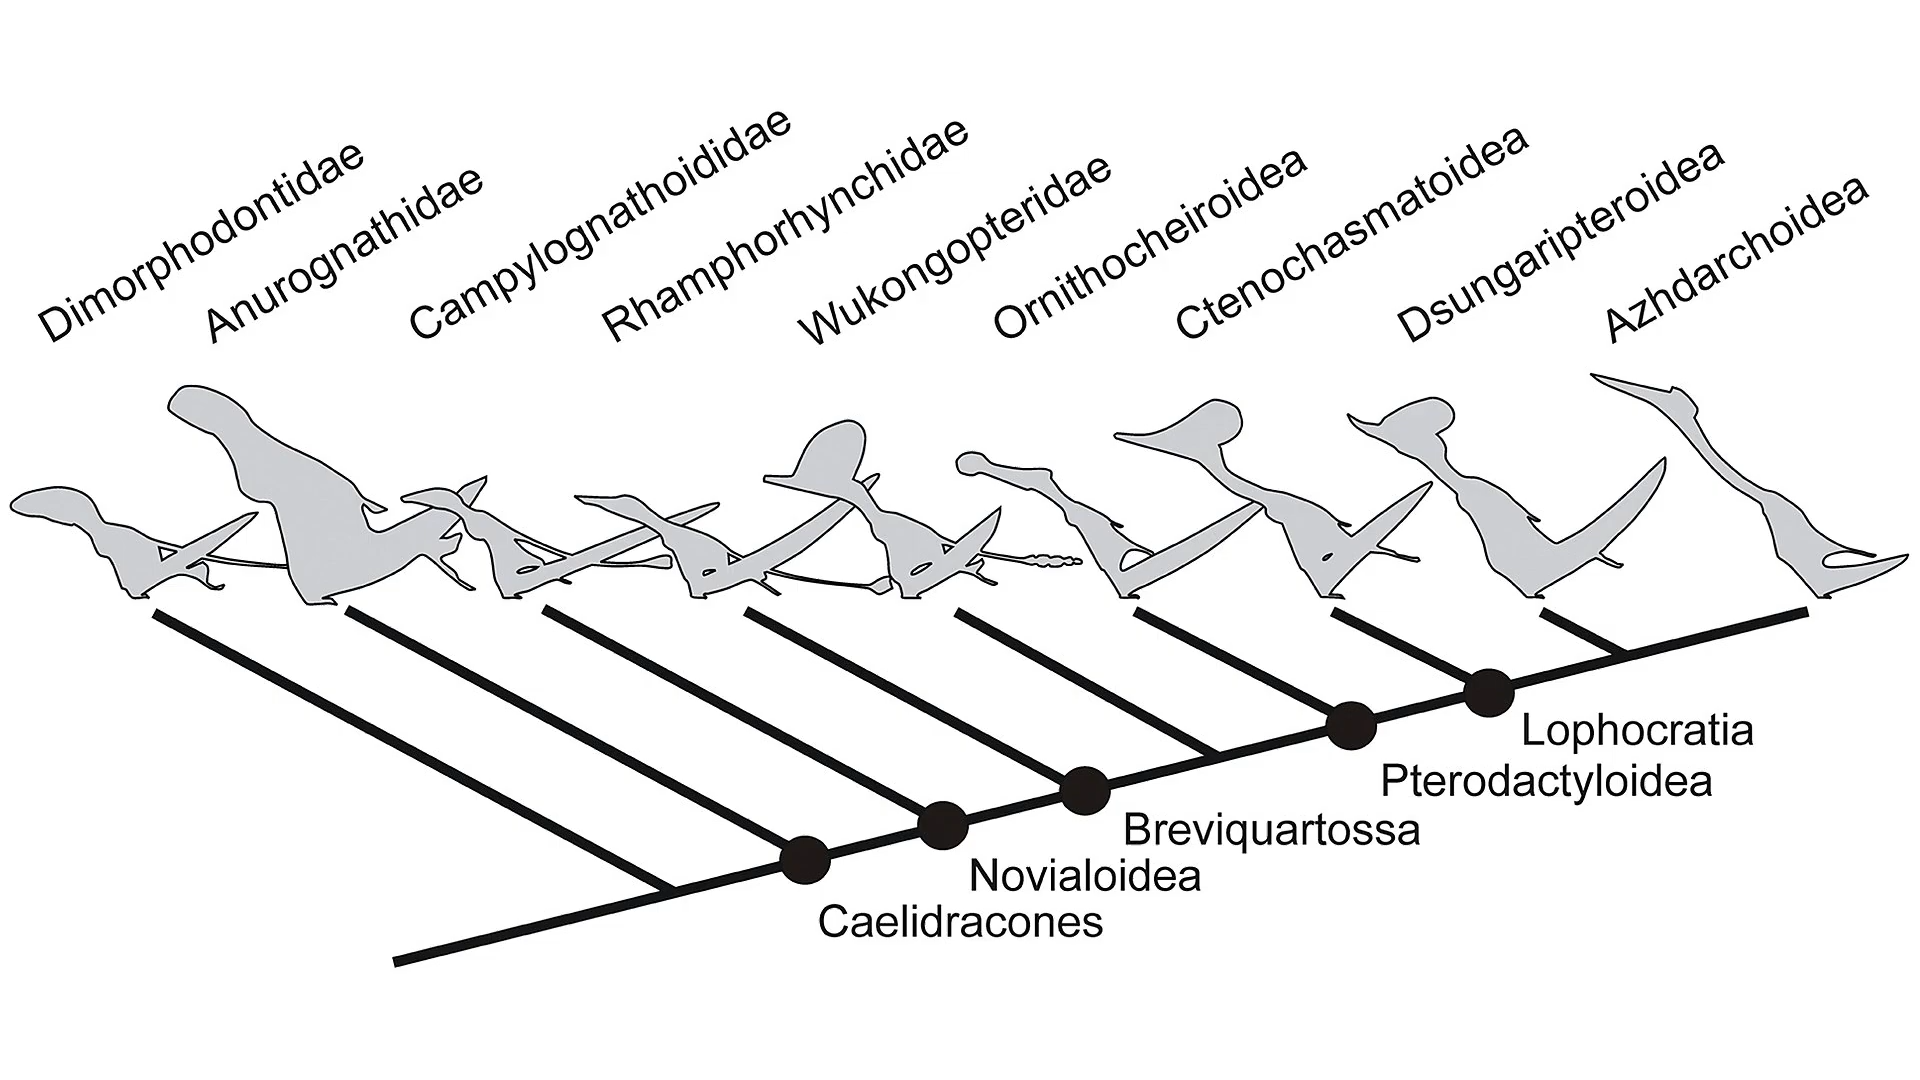 Dimorphodontidae
Anurognathidae
Campylognathoididae
Rhamphorhynchidae
Wukongopteridae
Ornithocheiroidea
Ctenochasmatoidea
Dsungaripteroidea
Azhdarchoidea
Lophocratia
Pterodactyloidea
Breviquartossa
Novialoidea
Caelidracones